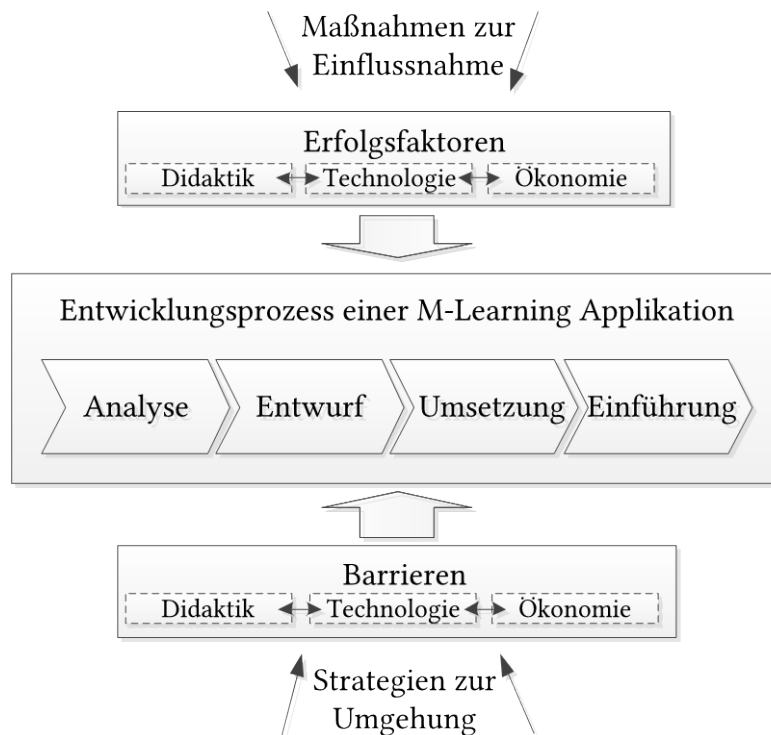 Maßnahmen zur
Einflussnahme
Erfolgsfaktoren
Didaktik Technologie Ökonomie
Entwicklungsprozess einer M-Learning Applikation
Analyse Entwurf Umsetzung Einführung
Barrieren
Didaktik Technologie Ökonomie
Strategien zur
Umgehung